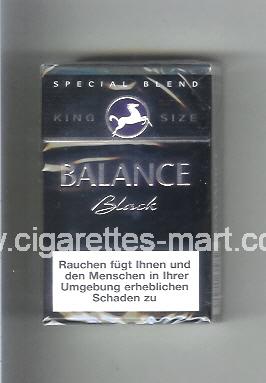 SPECIAL BLEND
KING SIZE
BALANCE
Black
www.cigarettes-mart.com
Rauchen fügt Ihnen und
den Menschen in Ihrer
Umgebung erheblichen
Schaden zu